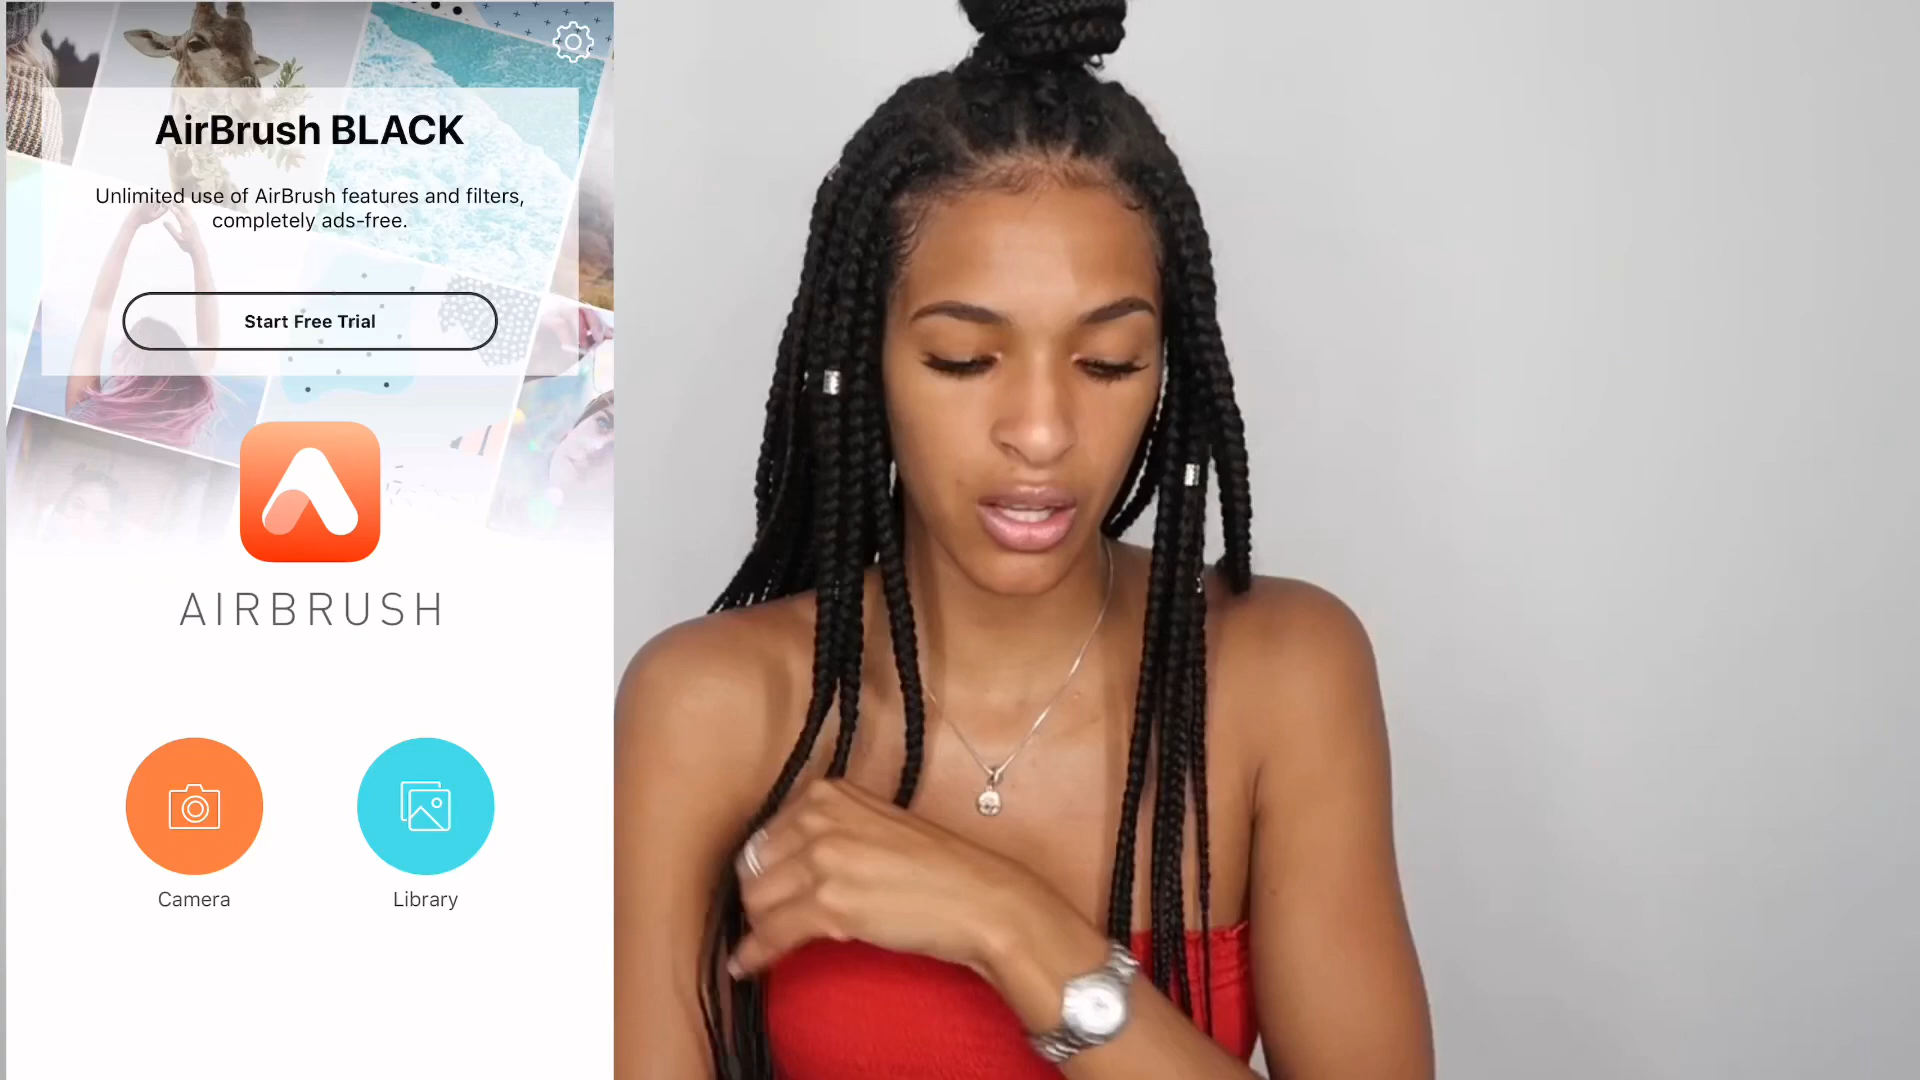 AirBrush BLACK
Unlimited use of AirBrush features and filters,
completely ads-free.
Start Free Trial
AIRBRUSH
Camera
Library